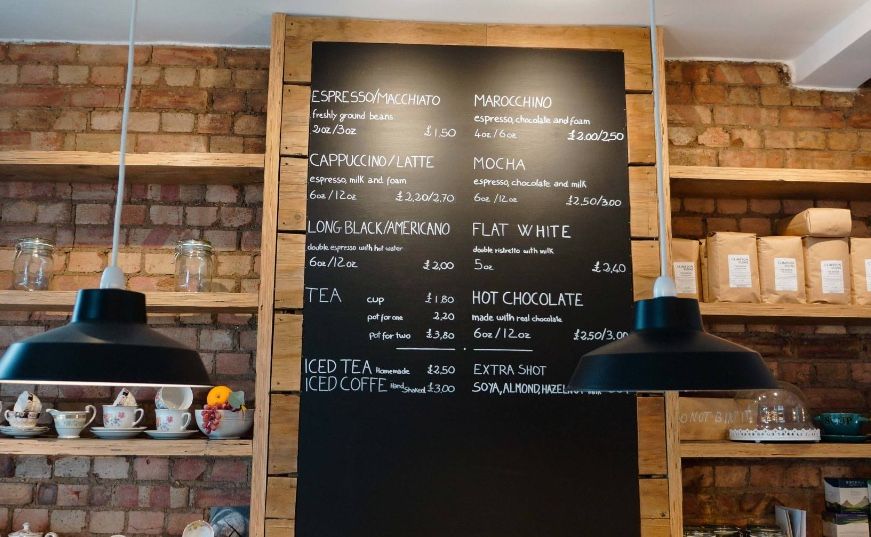 ESPRESSO/MACCHIATO
freshly ground beans
2oz/3oz £1.50
CAPPUCCINO/LATTE
espresso, milk and foam
6oz/12oz £2,20/2.70
LONG BLACK/AMERICANO
double espresso with hot water
6oz/12oz £2,00
TEA cup £1.80
pot for one 2,20
pot for two £3,80
ICED TEA Homemade £2,50
ICED COFFE Hand Shaked £3,00
MAROCCHINO
espresso, chocolate and foam
4oz/6oz £2.00/2,50
MOCHA
espresso, chocolate and milk
6oz/12oz £2,50/3.00
FLAT WHITE
double ristretto with milk
5oz £2,40
HOT CHOCOLATE
made with real chocolate
6oz/12oz £2,50/3.00
EXTRA SHOT
SOYA, ALMOND,